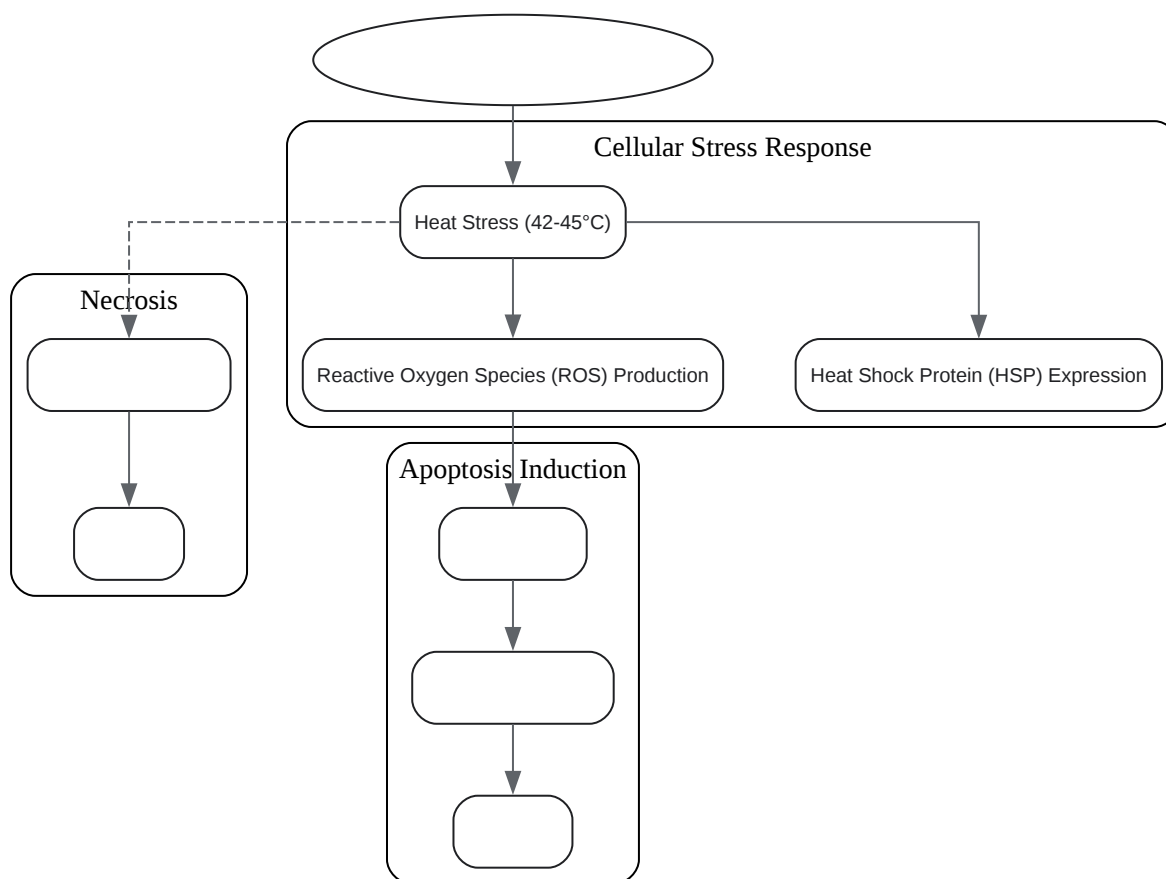 Cellular Stress Response
Heat Stress (42-45°C)
Necrosis
Reactive Oxygen Species (ROS) Production
Heat Shock Protein (HSP) Expression
Apoptosis Induction